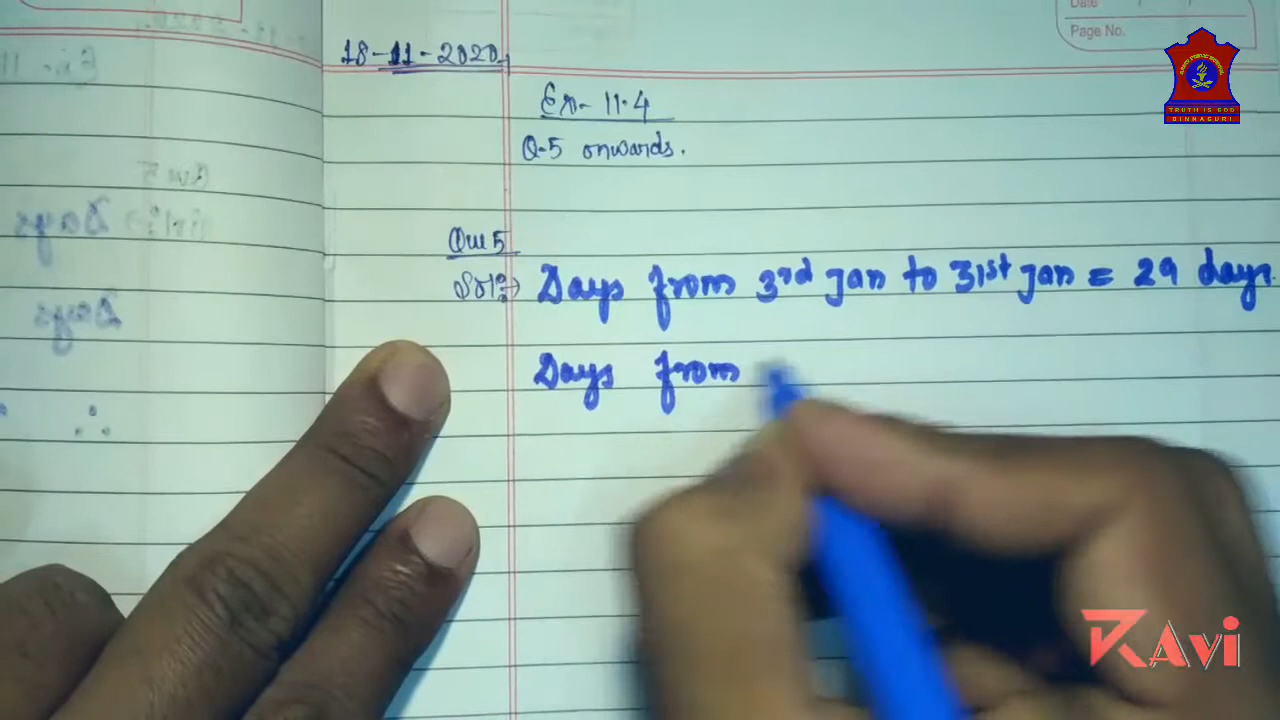 Date
Page No.
18-11-2020
Ex- 11.4
Q-5 onwards.
Que 5
Days from 3rd Jan to 31st Jan = 29 days
Days from
TRUTH IS GOD
BINNAGURI
RAVi